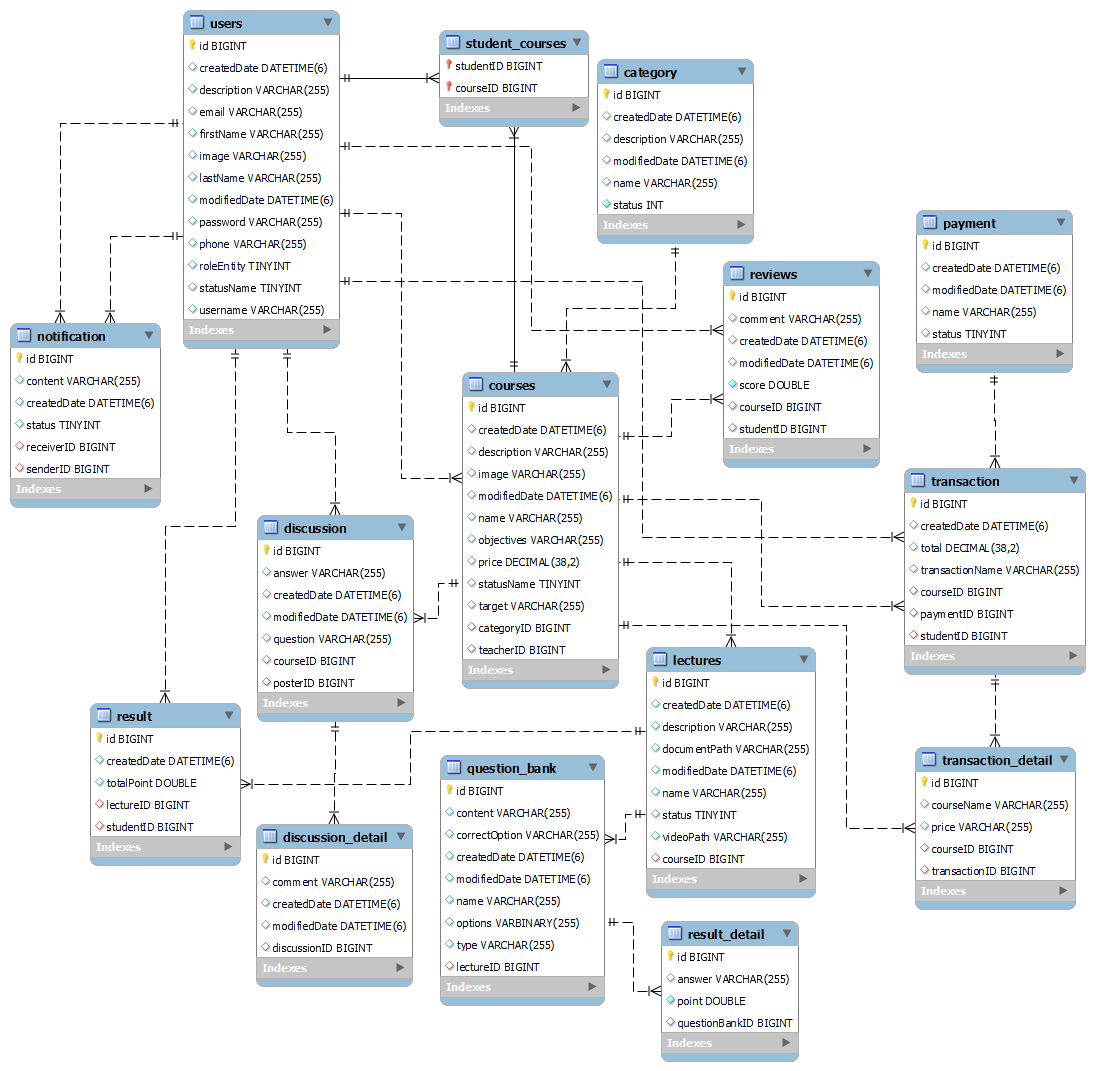 users
id BIGINT
createdDate DATETIME(6)
description VARCHAR(255)
email VARCHAR(255)
firstName VARCHAR(255)
image VARCHAR(255)
lastName VARCHAR(255)
modifiedDate DATETIME(6)
password VARCHAR(255)
phone VARCHAR(255)
roleEntity TINYINT
statusName TINYINT
username VARCHAR(255)
Indexes
student_courses
studentID BIGINT
courseID BIGINT
Indexes
category
id BIGINT
createdDate DATETIME(6)
description VARCHAR(255)
modifiedDate DATETIME(6)
name VARCHAR(255)
status INT
Indexes
payment
id BIGINT
createdDate DATETIME(6)
modifiedDate DATETIME(6)
name VARCHAR(255)
status TINYINT
Indexes
reviews
id BIGINT
comment VARCHAR(255)
createdDate DATETIME(6)
modifiedDate DATETIME(6)
score DOUBLE
courseID BIGINT
studentID BIGINT
Indexes
notification
id BIGINT
content VARCHAR(255)
createdDate DATETIME(6)
status TINYINT
receiverID BIGINT
senderID BIGINT
Indexes
courses
id BIGINT
createdDate DATETIME(6)
description VARCHAR(255)
image VARCHAR(255)
modifiedDate DATETIME(6)
name VARCHAR(255)
objectives VARCHAR(255)
price DECIMAL(38,2)
statusName TINYINT
target VARCHAR(255)
categoryID BIGINT
teacherID BIGINT
Indexes
transaction
id BIGINT
createdDate DATETIME(6)
total DECIMAL(38,2)
transactionName VARCHAR(255)
courseID BIGINT
paymentID BIGINT
studentID BIGINT
Indexes
discussion
id BIGINT
answer VARCHAR(255)
createdDate DATETIME(6)
modifiedDate DATETIME(6)
question VARCHAR(255)
courseID BIGINT
posterID BIGINT
Indexes
lectures
id BIGINT
createdDate DATETIME(6)
description VARCHAR(255)
documentPath VARCHAR(255)
modifiedDate DATETIME(6)
name VARCHAR(255)
status TINYINT
videoPath VARCHAR(255)
courseID BIGINT
Indexes
result
id BIGINT
createdDate DATETIME(6)
totalPoint DOUBLE
lectureID BIGINT
studentID BIGINT
Indexes
question_bank
id BIGINT
content VARCHAR(255)
correctOption VARCHAR(255)
createdDate DATETIME(6)
modifiedDate DATETIME(6)
name VARCHAR(255)
options VARBINARY(255)
type VARCHAR(255)
lectureID BIGINT
Indexes
transaction_detail
id BIGINT
courseName VARCHAR(255)
price VARCHAR(255)
courseID BIGINT
transactionID BIGINT
Indexes
discussion_detail
id BIGINT
comment VARCHAR(255)
createdDate DATETIME(6)
modifiedDate DATETIME(6)
discussionID BIGINT
Indexes
result_detail
id BIGINT
answer VARCHAR(255)
point DOUBLE
questionBankID BIGINT
Indexes